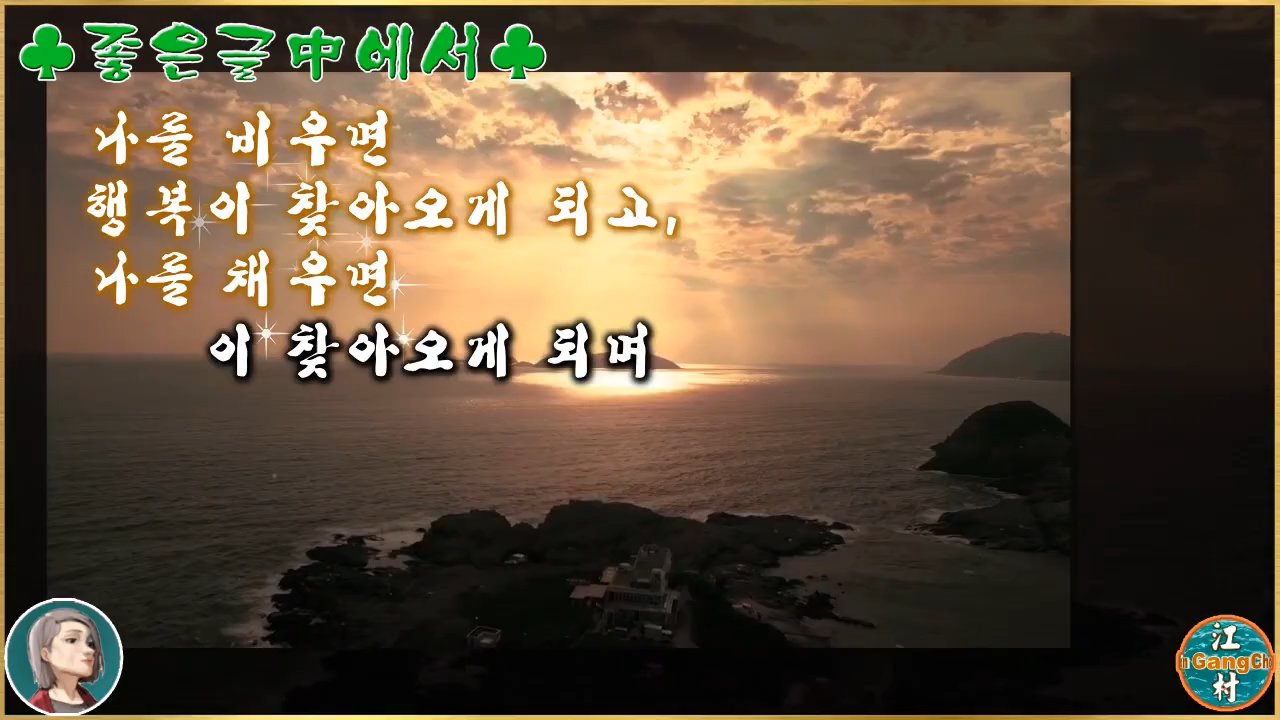 ♣좋은글中에서♣
나를 비우면
행복이 찾아오게 되고,
나를 채우면
이 찾아오게 되며
江
GangCh
村